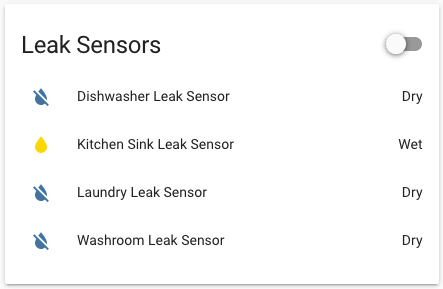 Leak Sensors
Dishwasher Leak Sensor Dry
Kitchen Sink Leak Sensor Wet
Laundry Leak Sensor Dry
Washroom Leak Sensor Dry